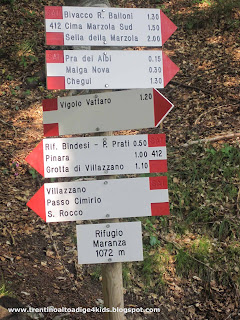 Bivacco R. Balloni 1.30
412 Cima Marzola Sud 1.50
Sella della Marzola 2.00
Pra dei Albi 0.15
Malga Nova 0.30
Chegul 1.30
Vigolo Vattaro 1.20
Rif. Bindesi - R. Prati 0.50
Pinara 1.00 412
Grotta di Villazzano 1.10
Villazzano
Passo Cimirlo
S. Rocco
Rifugio
Maranza
1072 m
www.trentinoaltoadige4kids.blogspot.com